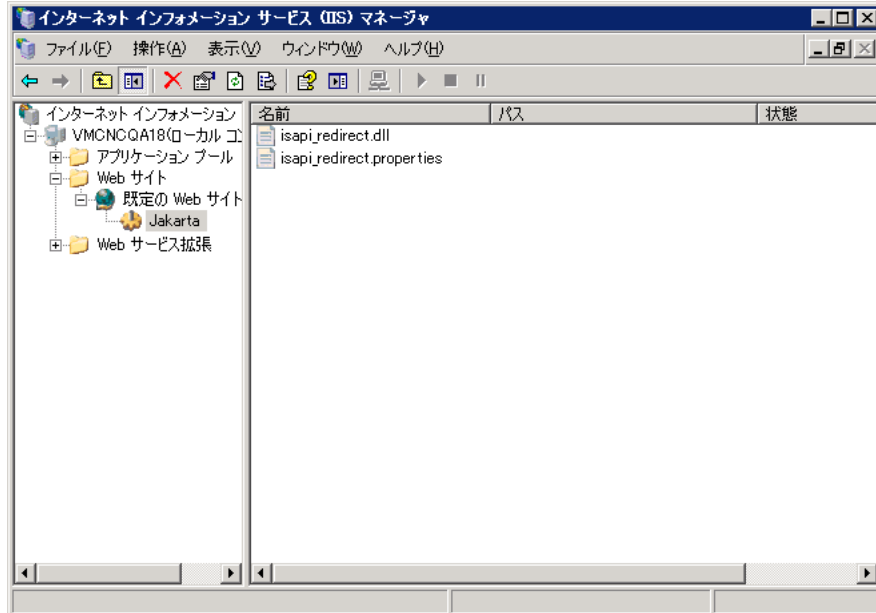 インターネット インフォメーション サービス (IIS) マネージャ
ファイル(F) 操作(A) 表示(V) ウィンドウ(W) ヘルプ(H)
インターネット インフォメーション
名前 パス 状態
VMCNCQA18(ローカル コン
isapi_redirect.dll
アプリケーション プール
isapi_redirect.properties
Web サイト
既定の Web サイト
Jakarta
Web サービス拡張